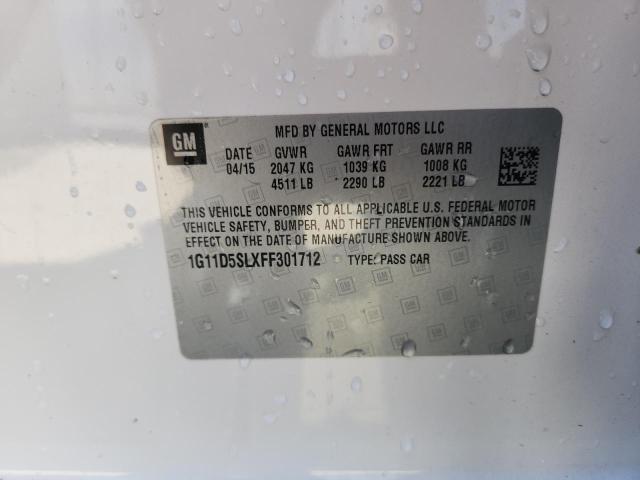 GM
MFD BY GENERAL MOTORS LLC
DATE GVWR GAWR FRT GAWR RR
04/15 2047 KG 1039 KG 1008 KG
4511 LB 2290 LB 2221 LB
THIS VEHICLE CONFORMS TO ALL APPLICABLE U.S. FEDERAL MOTOR
VEHICLE SAFETY, BUMPER, AND THEFT PREVENTION STANDARDS IN
EFFECT ON THE DATE OF MANUFACTURE SHOWN ABOVE.
1G11D5SLXFF301712 TYPE: PASS CAR